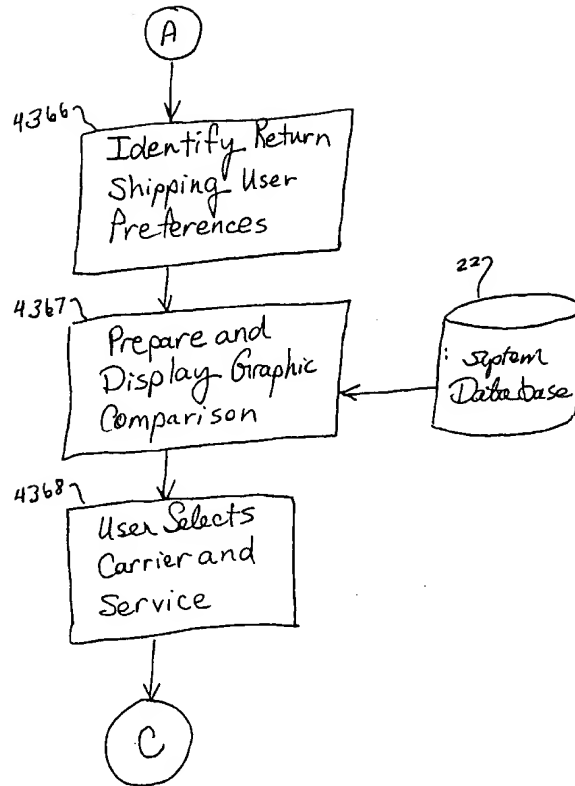 A
4366
Identify Return
Shipping User
Preferences
4367
Prepare and
Display Graphic
Comparison
22
System
Database
4368
User Selects
Carrier and
Service
C